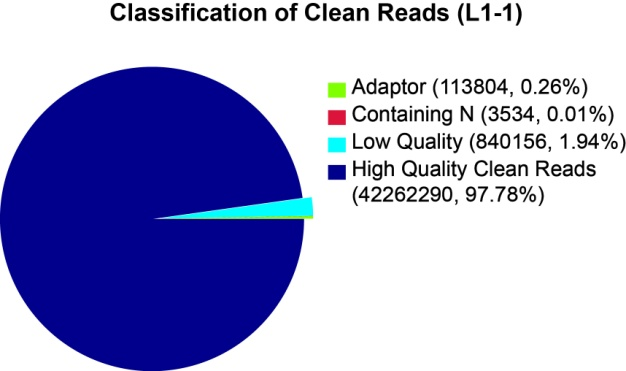 Classification of Clean Reads (L1-1)
Adaptor (113804, 0.26%)
Containing N (3534, 0.01%)
Low Quality (840156, 1.94%)
High Quality Clean Reads
(42262290, 97.78%)